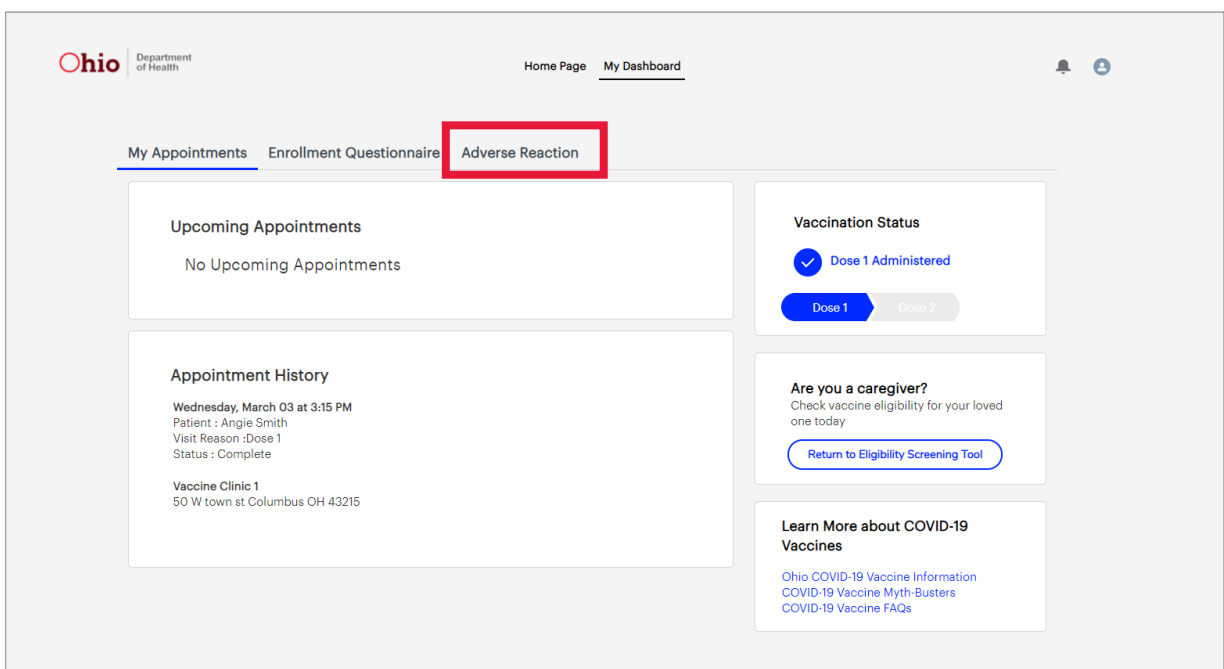 Ohio
Department
of Health
Home Page My Dashboard
My Appointments Enrollment Questionnaire Adverse Reaction
Upcoming Appointments
No Upcoming Appointments
Appointment History
Wednesday, March 03 at 3:15 PM
Patient : Angie Smith
Visit Reason :Dose 1
Status : Complete
Vaccine Clinic 1
50 W town st Columbus OH 43215
Vaccination Status
Dose 1 Administered
Dose 1 Dose 2
Are you a caregiver?
Check vaccine eligibility for your loved
one today
Return to Eligibility Screening Tool
Learn More about COVID-19
Vaccines
Ohio COVID-19 Vaccine Information
COVID-19 Vaccine Myth-Busters
COVID-19 Vaccine FAQs